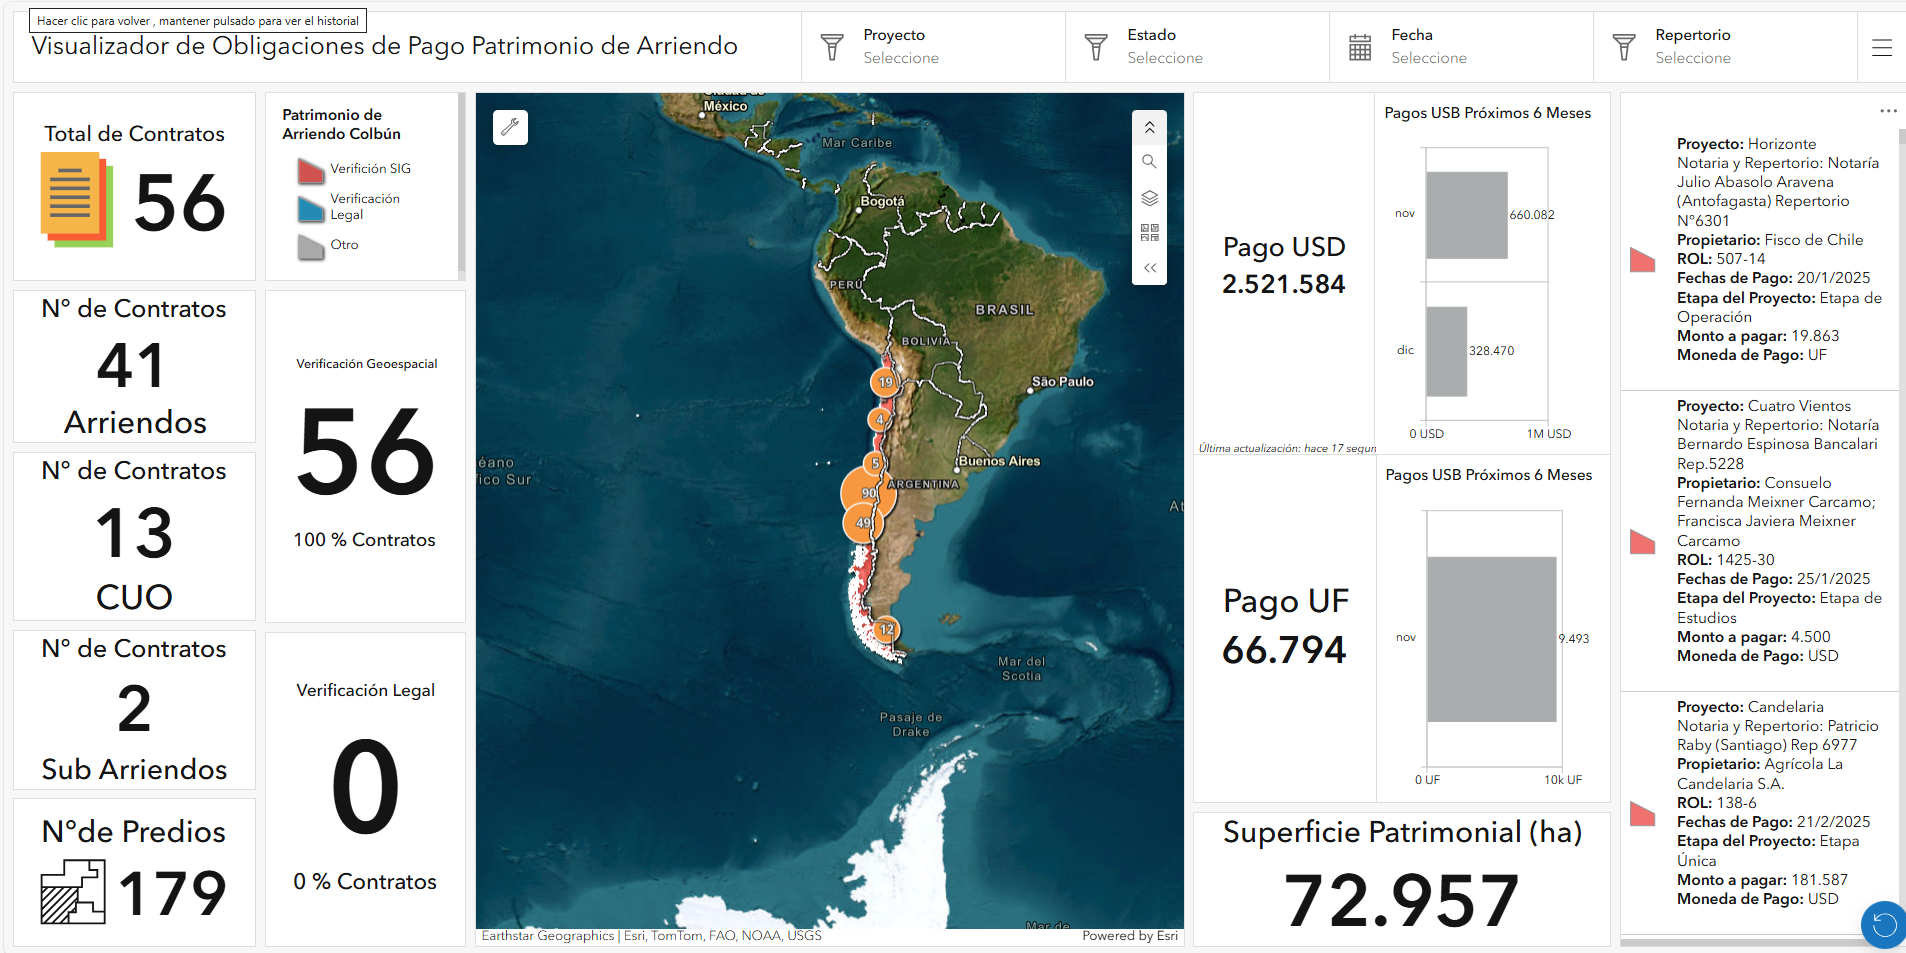 Hacer clic para volver , mantener pulsado para ver el historial
Visualizador de Obligaciones de Pago Patrimonio de Arriendo
Proyecto
Seleccione
Estado
Seleccione
Fecha
Seleccione
Repertorio
Seleccione
Total de Contratos
56
N° de Contratos
41
Arriendos
N° de Contratos
13
CUO
N° de Contratos
2
Sub Arriendos
N°de Predios
179
Patrimonio de
Arriendo Colbún
Verifición SIG
Verificación
Legal
Otro
Verificación Geoespacial
56
100 % Contratos
Verificación Legal
0
0 % Contratos
Ciudad de
México
Mar Caribe
Bogotá
PERÚ
BRASIL
BOLIVIA
São Paulo
19
4
5
Buenos Aires
éano
fico Sur
ARGENTINA
90
49
At
12
Mar del
Scotia
Pasaje de
Drake
Mar de
Earthstar Geographics | Esri, TomTom, FAO, NOAA, USGS
Powered by Esri
Pago USD
2.521.584
Última actualización: hace 17 segun
Pagos USB Próximos 6 Meses
nov
660.082
dic
328.470
0 USD
1M USD
Pago UF
66.794
Pagos USB Próximos 6 Meses
nov
9.493
0 UF
10k UF
Superficie Patrimonial (ha)
72.957
Proyecto: Horizonte
Notaria y Repertorio: Notaría
Julio Abasolo Aravena
(Antofagasta) Repertorio
N°6301
Propietario: Fisco de Chile
ROL: 507-14
Fechas de Pago: 20/1/2025
Etapa del Proyecto: Etapa de
Operación
Monto a pagar: 19.863
Moneda de Pago: UF
Proyecto: Cuatro Vientos
Notaria y Repertorio: Notaría
Bernardo Espinosa Bancalari
Rep.5228
Propietario: Consuelo
Fernanda Meixner Carcamo;
Francisca Javiera Meixner
Carcamo
ROL: 1425-30
Fechas de Pago: 25/1/2025
Etapa del Proyecto: Etapa de
Estudios
Monto a pagar: 4.500
Moneda de Pago: USD
Proyecto: Candelaria
Notaria y Repertorio: Patricio
Raby (Santiago) Rep 6977
Propietario: Agrícola La
Candelaria S.A.
ROL: 138-6
Fechas de Pago: 21/2/2025
Etapa del Proyecto: Etapa
Única
Monto a pagar: 181.587
Moneda de Pago: USD